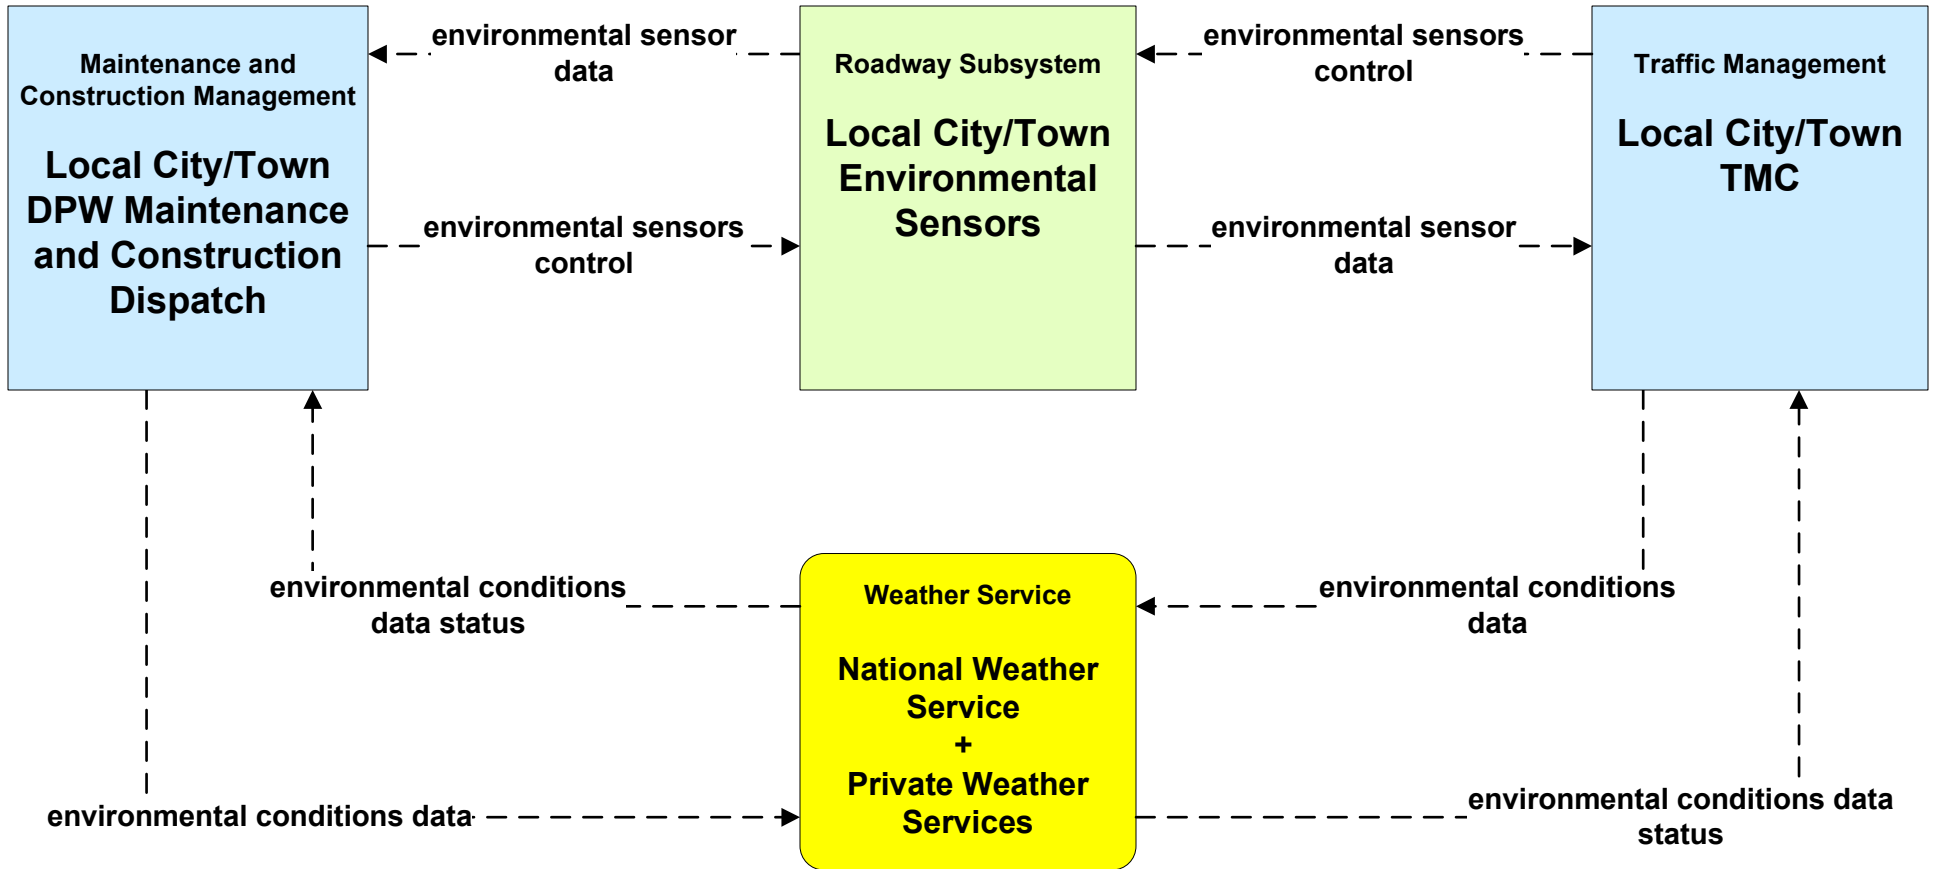 Maintenance and
Construction Management
Local City/Town
DPW Maintenance
and Construction
Dispatch
environmental sensor
data
environmental sensors
control
Roadway Subsystem
Local City/Town
Environmental
Sensors
environmental sensors
control
environmental sensor
data
Traffic Management
Local City/Town
TMC
environmental conditions
data status
environmental conditions data
Weather Service
National Weather
Service
+
Private Weather
Services
environmental conditions
data
environmental conditions data
status